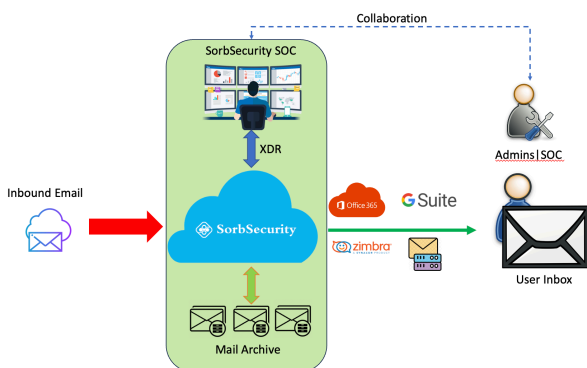 Collaboration
SorbSecurity SOC
XDR
Admins|SOC
Inbound Email
SorbSecurity
Office 365
G Suite
zimbra
User Inbox
Mail Archive